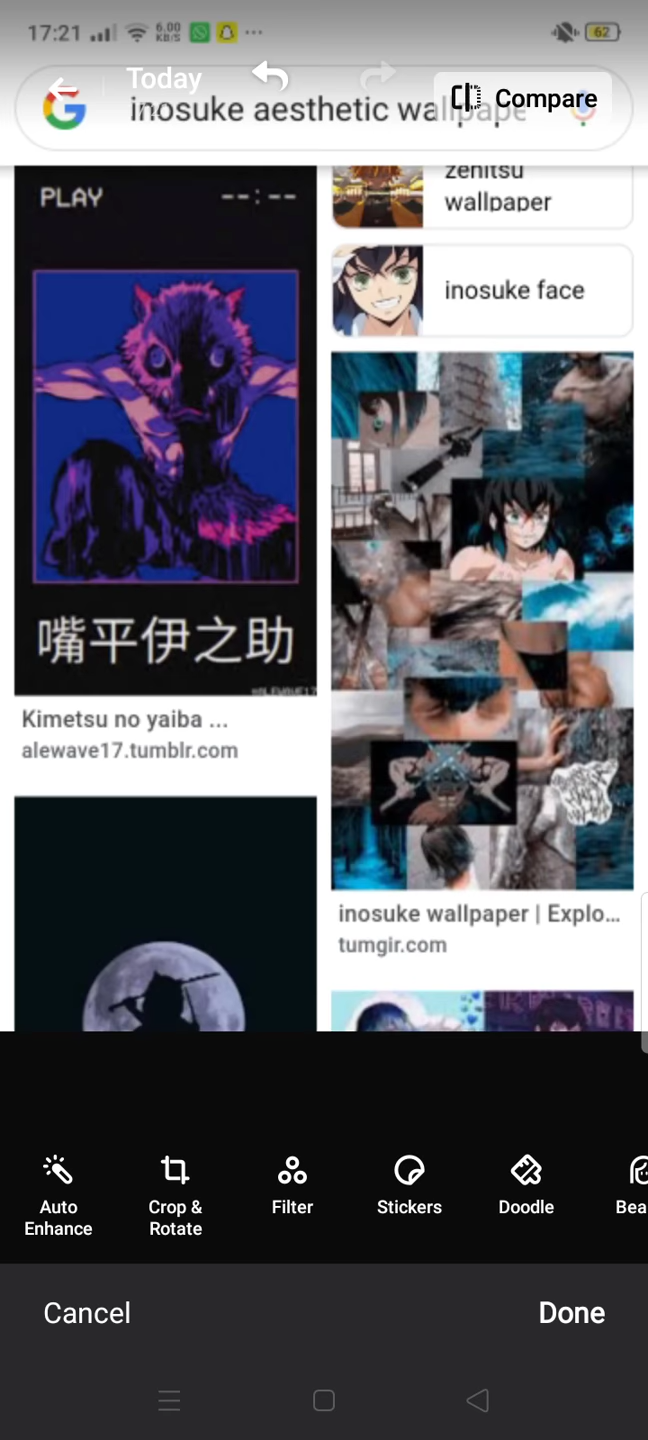 17:21
6.00
KB/S
62
Today
inosuke aesthetic wallpape
Compare
PLAY
--:--
嘴平伊之助
Kimetsu no yaiba ...
alewave17.tumblr.com
zenitsu
wallpaper
inosuke face
inosuke wallpaper | Explo...
tumgir.com
Auto
Enhance
Crop &
Rotate
Filter
Stickers
Doodle
Bea
Cancel
Done